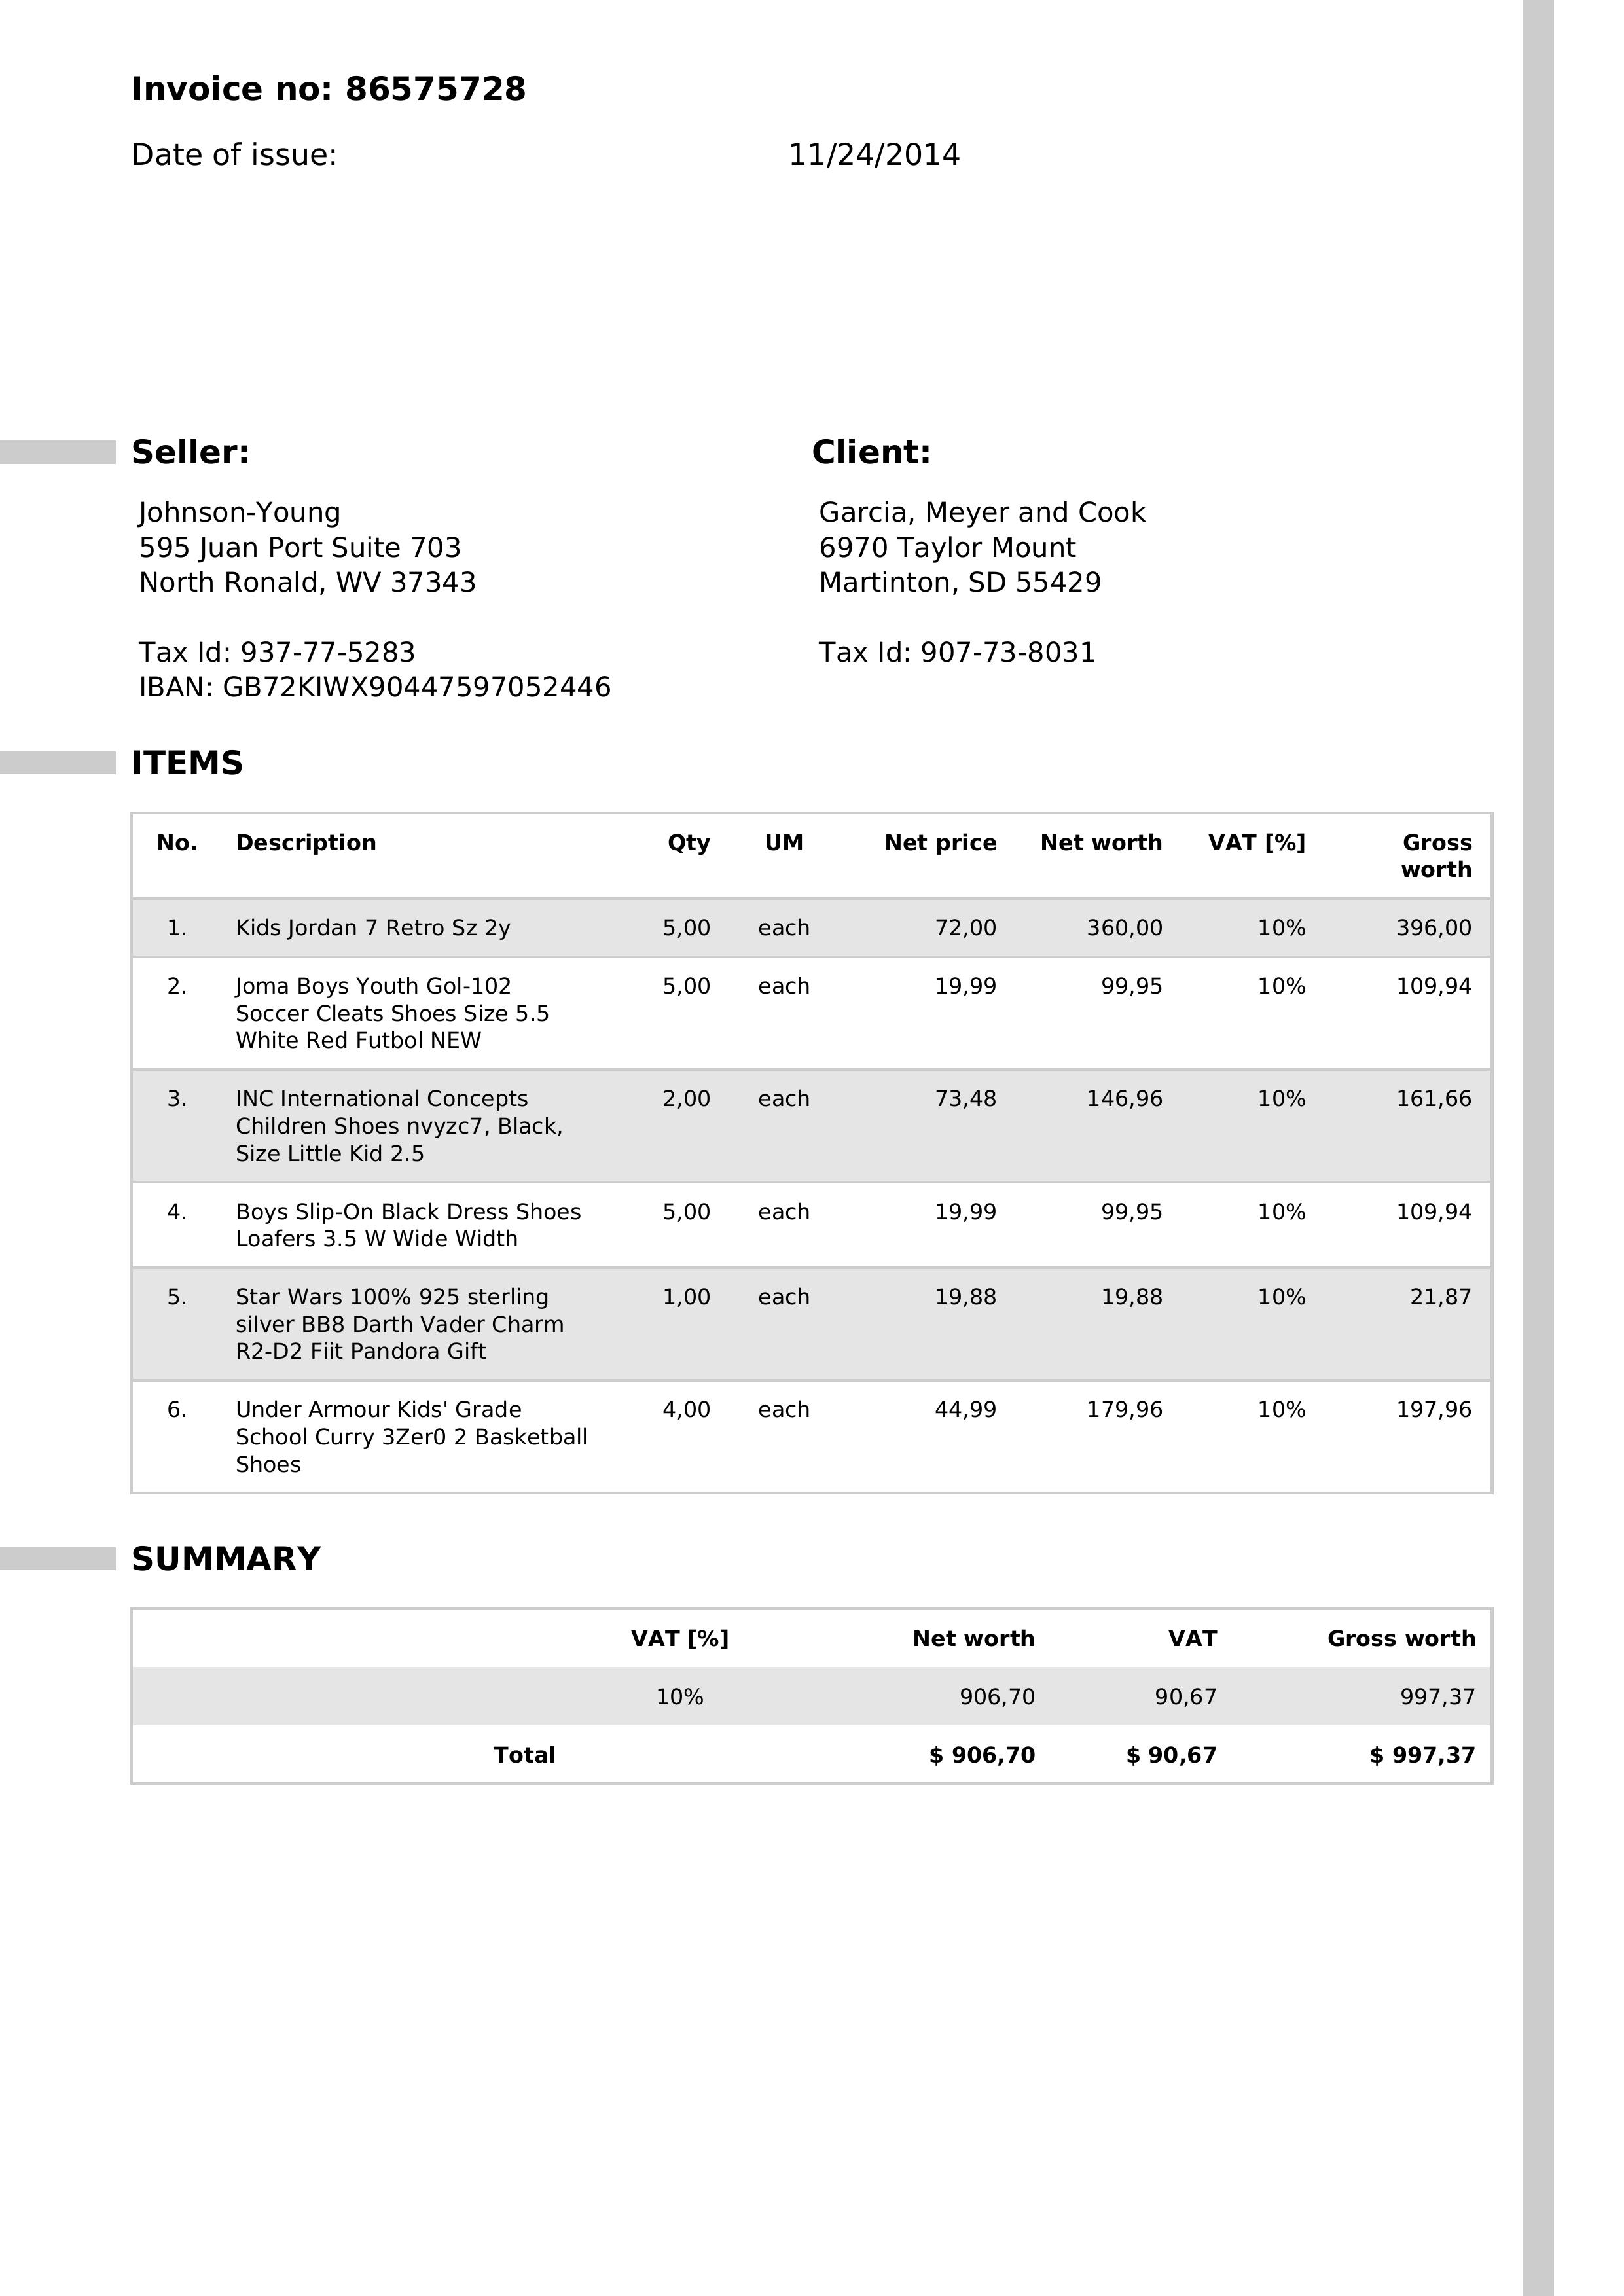 Invoice no: 86575728
Date of issue: 11/24/2014
Seller:
Johnson-Young
595 Juan Port Suite 703
North Ronald, WV 37343
Tax Id: 937-77-5283
IBAN: GB72KIWX90447597052446
Client:
Garcia, Meyer and Cook
6970 Taylor Mount
Martinton, SD 55429
Tax Id: 907-73-8031
ITEMS
No. Description Qty UM Net price Net worth VAT [%] Gross
worth
1. Kids Jordan 7 Retro Sz 2y 5,00 each 72,00 360,00 10% 396,00
2. Joma Boys Youth Gol-102 5,00 each 19,99 99,95 10% 109,94
Soccer Cleats Shoes Size 5.5
White Red Futbol NEW
3. INC International Concepts 2,00 each 73,48 146,96 10% 161,66
Children Shoes nvyzc7, Black,
Size Little Kid 2.5
4. Boys Slip-On Black Dress Shoes 5,00 each 19,99 99,95 10% 109,94
Loafers 3.5 W Wide Width
5. Star Wars 100% 925 sterling 1,00 each 19,88 19,88 10% 21,87
silver BB8 Darth Vader Charm
R2-D2 Fiit Pandora Gift
6. Under Armour Kids' Grade 4,00 each 44,99 179,96 10% 197,96
School Curry 3Zer0 2 Basketball
Shoes
SUMMARY
VAT [%] Net worth VAT Gross worth
10% 906,70 90,67 997,37
Total $ 906,70 $ 90,67 $ 997,37